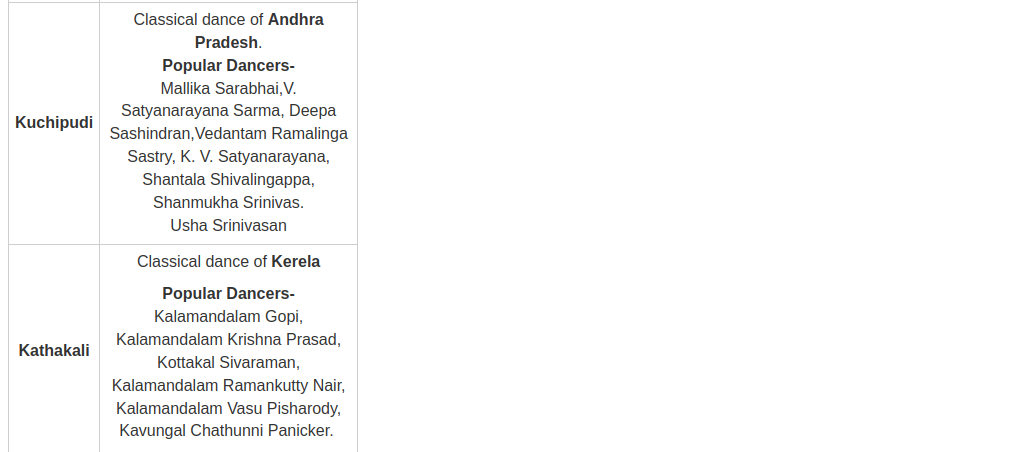 Kuchipudi
Classical dance of Andhra
Pradesh.
Popular Dancers-
Mallika Sarabhai,V.
Satyanarayana Sarma, Deepa
Sashindran,Vedantam Ramalinga
Sastry, K. V. Satyanarayana,
Shantala Shivalingappa,
Shanmukha Srinivas.
Usha Srinivasan
Kathakali
Classical dance of Kerela
Popular Dancers-
Kalamandalam Gopi,
Kalamandalam Krishna Prasad,
Kottakal Sivaraman,
Kalamandalam Ramankutty Nair,
Kalamandalam Vasu Pisharody,
Kavungal Chathunni Panicker.